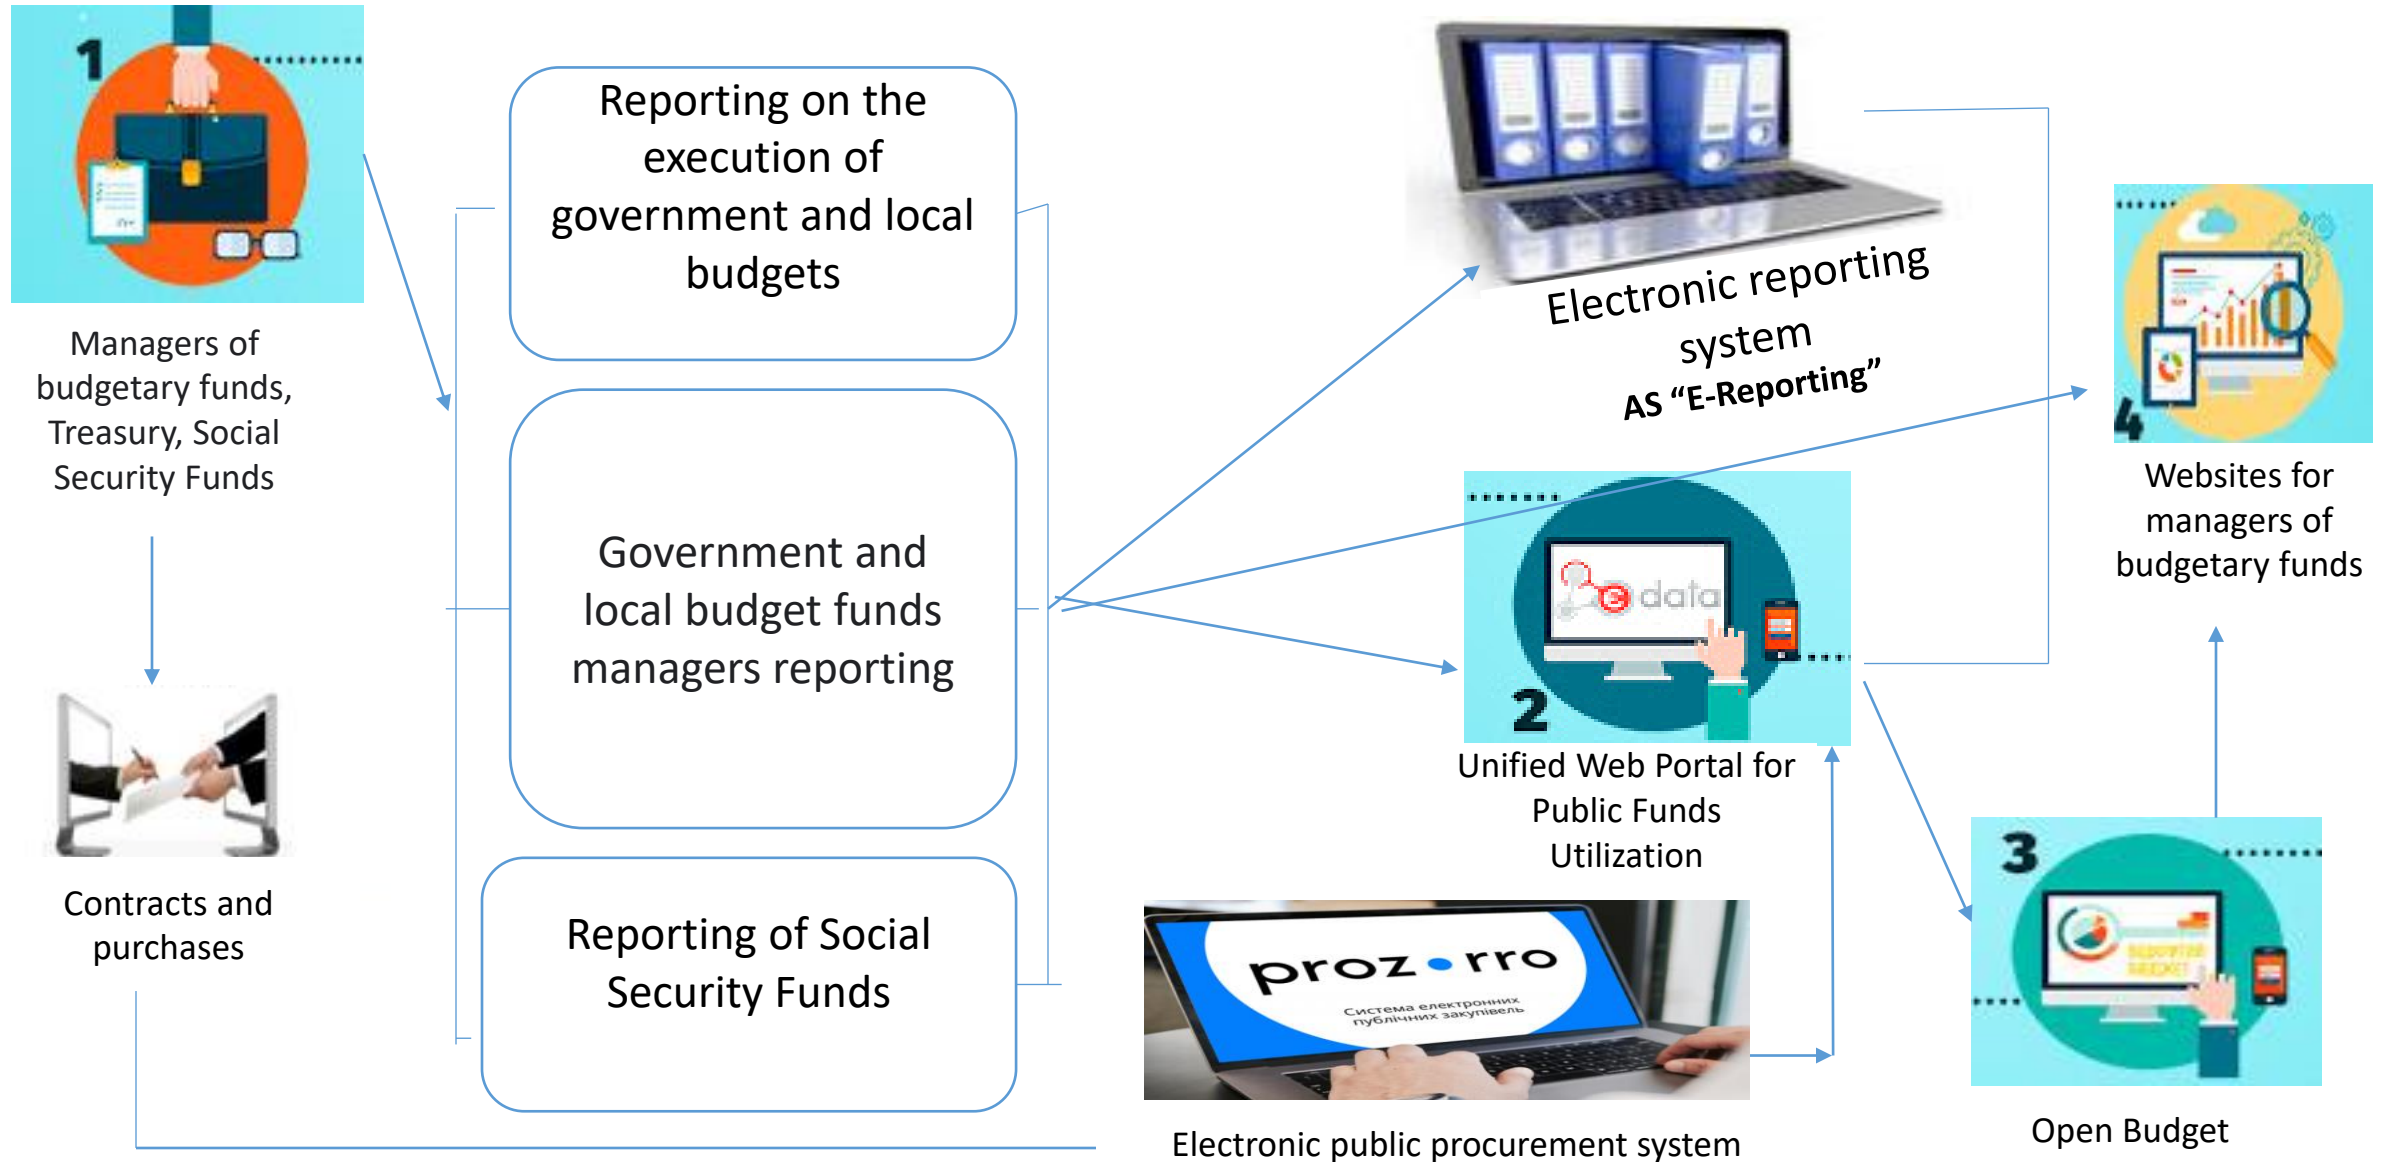 1
Managers of
budgetary funds,
Treasury, Social
Security Funds
Contracts and
purchases
Reporting on the
execution of
government and local
budgets
Government and
local budget funds
managers reporting
Reporting of Social
Security Funds
Electronic reporting
system
AS “E-Reporting”
data
2
Unified Web Portal for
Public Funds
Utilization
prozorro
Система електронних
публічних закупівель
Electronic public procurement system
4
Websites for
managers of
budgetary funds
3
БЮДЖЕТ
Open Budget